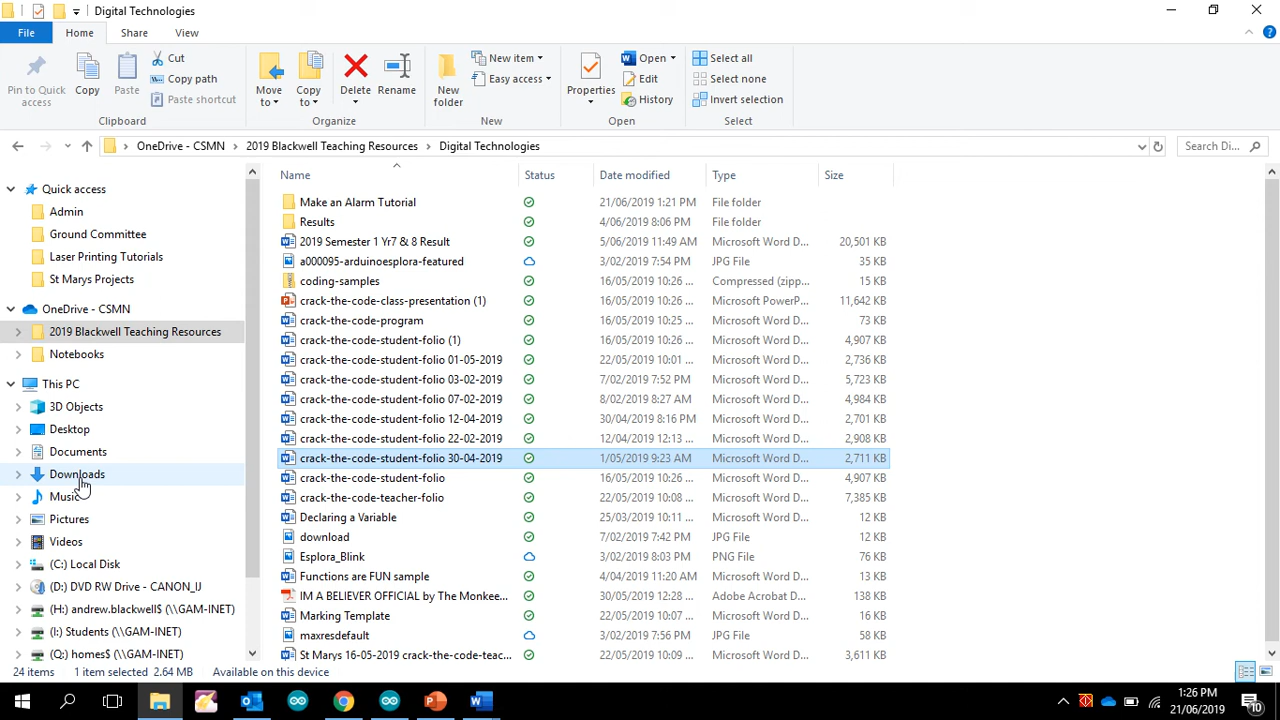 Digital Technologies
File Home Share View
Pin to Quick access Copy Paste Cut Copy path Paste shortcut Move to Copy to Delete Rename New folder New item Easy access Properties Open Edit History Select all Select none Invert selection
Clipboard Organize New Open Select
OneDrive - CSMN 2019 Blackwell Teaching Resources Digital Technologies Search Di...
Quick access
Admin
Ground Committee
Laser Printing Tutorials
St Marys Projects
OneDrive - CSMN
2019 Blackwell Teaching Resources
Notebooks
This PC
3D Objects
Desktop
Documents
Downloads
Music
Pictures
Videos
(C:) Local Disk
(D:) DVD RW Drive - CANON_IJ
(H:) andrew.blackwell$ (\\GAM-INET)
(I:) Students (\\GAM-INET)
(Q:) homes$ (\\GAM-INET)
Name Status Date modified Type Size
Make an Alarm Tutorial 21/06/2019 1:21 PM File folder
Results 4/06/2019 8:06 PM File folder
2019 Semester 1 Yr7 & 8 Result 5/06/2019 11:49 AM Microsoft Word D... 20,501 KB
a000095-arduinoesplora-featured 3/02/2019 7:54 PM JPG File 35 KB
coding-samples 16/05/2019 10:26 ... Compressed (zipp... 15 KB
crack-the-code-class-presentation (1) 16/05/2019 10:26 ... Microsoft PowerP... 11,642 KB
crack-the-code-program 16/05/2019 10:25 ... Microsoft Word D... 73 KB
crack-the-code-student-folio (1) 16/05/2019 10:26 ... Microsoft Word D... 4,907 KB
crack-the-code-student-folio 01-05-2019 22/05/2019 10:01 ... Microsoft Word D... 2,736 KB
crack-the-code-student-folio 03-02-2019 7/02/2019 7:52 PM Microsoft Word D... 5,723 KB
crack-the-code-student-folio 07-02-2019 8/02/2019 8:27 AM Microsoft Word D... 4,984 KB
crack-the-code-student-folio 12-04-2019 30/04/2019 8:16 PM Microsoft Word D... 2,701 KB
crack-the-code-student-folio 22-02-2019 12/04/2019 12:13 ... Microsoft Word D... 2,908 KB
crack-the-code-student-folio 30-04-2019 1/05/2019 9:23 AM Microsoft Word D... 2,711 KB
crack-the-code-student-folio 16/05/2019 10:26 ... Microsoft Word D... 4,907 KB
crack-the-code-teacher-folio 22/05/2019 10:08 ... Microsoft Word D... 7,385 KB
Declaring a Variable 25/03/2019 10:11 ... Microsoft Word D... 12 KB
download 7/02/2019 7:42 PM JPG File 12 KB
Esplora_Blink 3/02/2019 8:03 PM PNG File 76 KB
Functions are FUN sample 4/04/2019 11:20 AM Microsoft Word D... 13 KB
IM A BELIEVER OFFICIAL by The Monkee... 30/05/2019 12:28 ... Adobe Acrobat D... 138 KB
Marking Template 22/05/2019 10:07 ... Microsoft Word D... 16 KB
maxresdefault 3/02/2019 7:56 PM JPG File 58 KB
St Marys 16-05-2019 crack-the-code-teac... 22/05/2019 10:09 ... Microsoft Word D... 3,611 KB
24 items 1 item selected 2.64 MB Available on this device
1:26 PM
21/06/2019
10